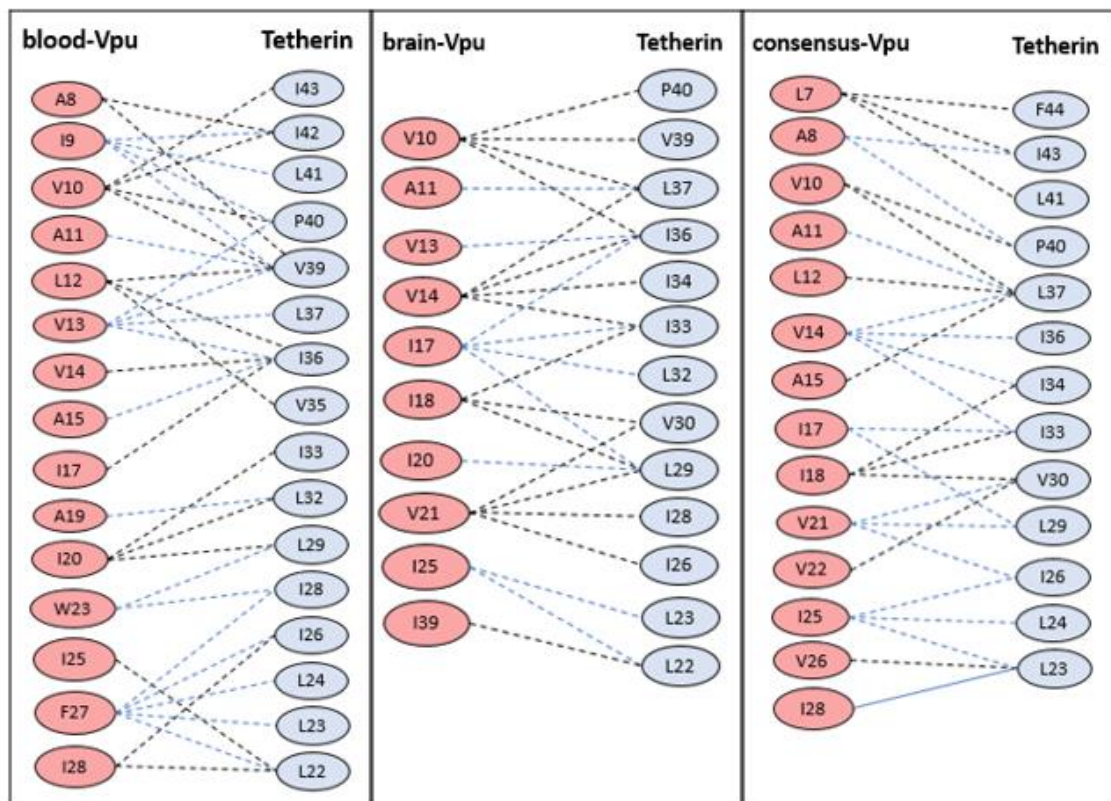 blood-Vpu Tetherin
A8
I9
V10
A11
L12
V13
V14
A15
I17
A19
I20
W23
I25
F27
I28
I43
I42
L41
P40
V39
L37
I36
V35
I33
L32
L29
I28
I26
L24
L23
L22
brain-Vpu Tetherin
V10
A11
V13
V14
I17
I18
I20
V21
I25
I39
P40
V39
L37
I36
I34
I33
L32
V30
L29
I28
I26
L23
L22
consensus-Vpu Tetherin
L7
A8
V10
A11
L12
V14
A15
I17
I18
V21
V22
I25
V26
I28
F44
I43
L41
P40
L37
I36
I34
I33
V30
L29
I26
L24
L23